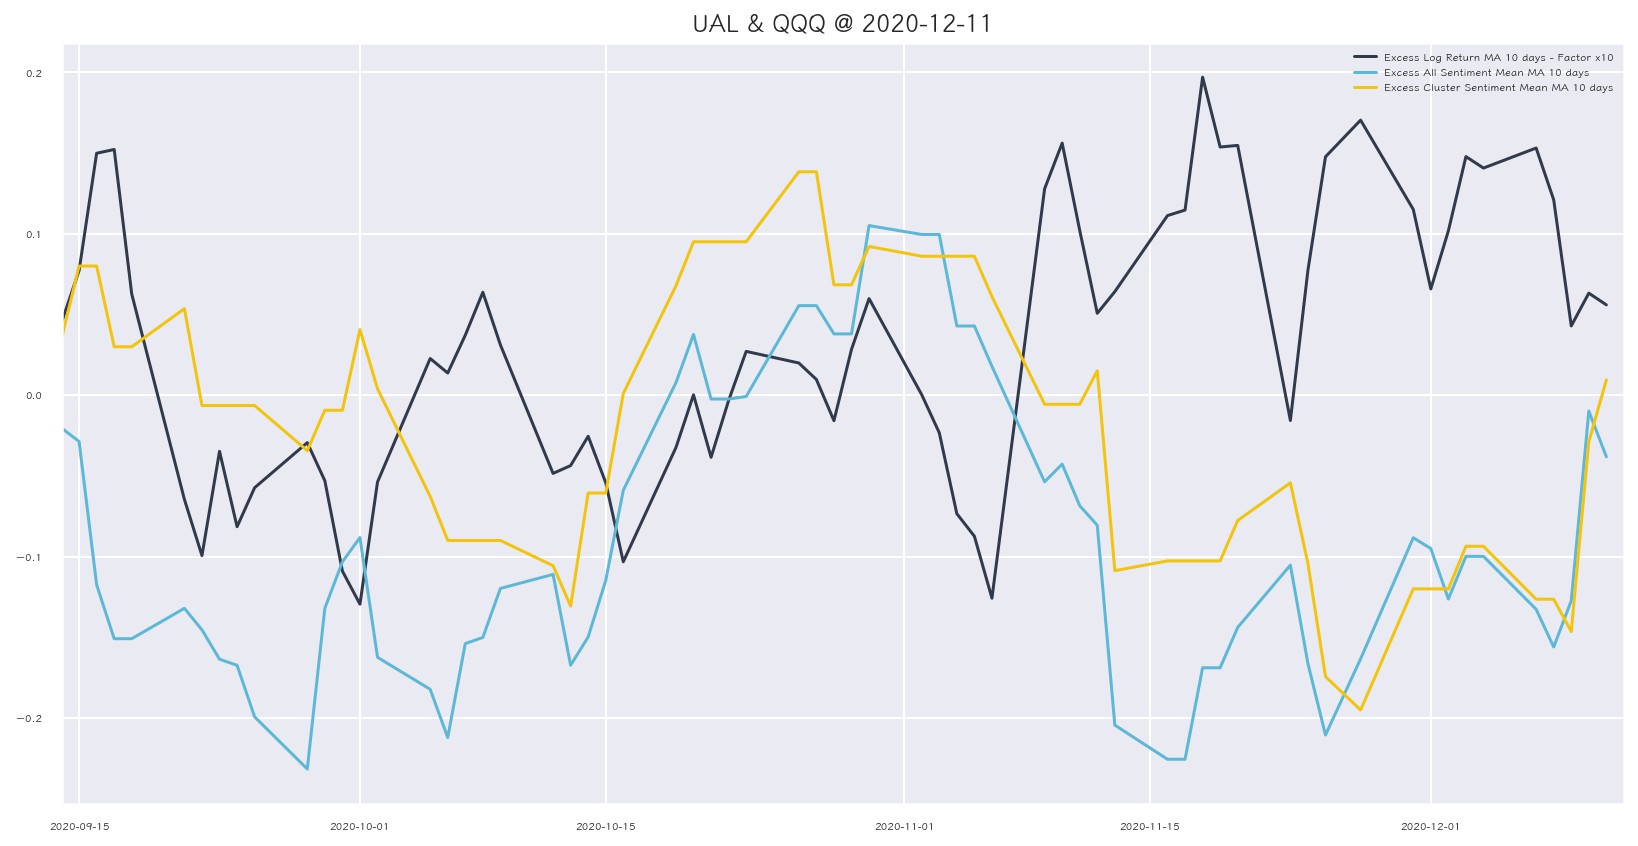 UAL & QQQ @ 2020-12-11
Excess Log Return MA 10 days - Factor x10
Excess All Sentiment Mean MA 10 days
Excess Cluster Sentiment Mean MA 10 days
0.2
0.1
0.0
−0.1
−0.2
2020-09-15 2020-10-01 2020-10-15 2020-11-01 2020-11-15 2020-12-01